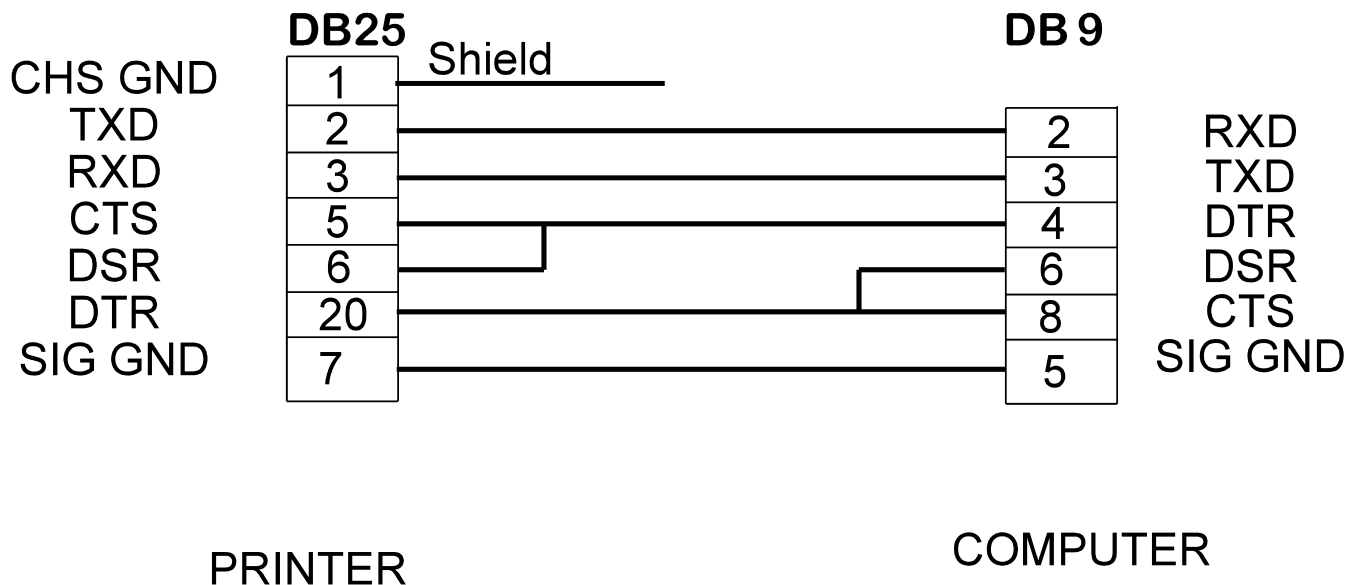 DB25 DB 9
CHS GND 1 Shield
TXD 2 2 RXD
RXD 3 3 TXD
CTS 5 4 DTR
DSR 6 6 DSR
DTR 20 8 CTS
SIG GND 7 5 SIG GND
PRINTER COMPUTER